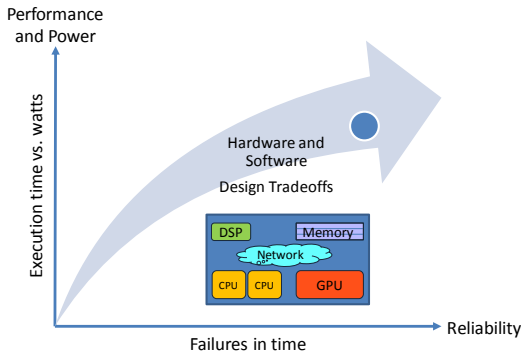 Performance
and Power
Execution time vs. watts
Hardware and
Software
Design Tradeoffs
DSP
Memory
Network
CPU
CPU
GPU
Failures in time
Reliability